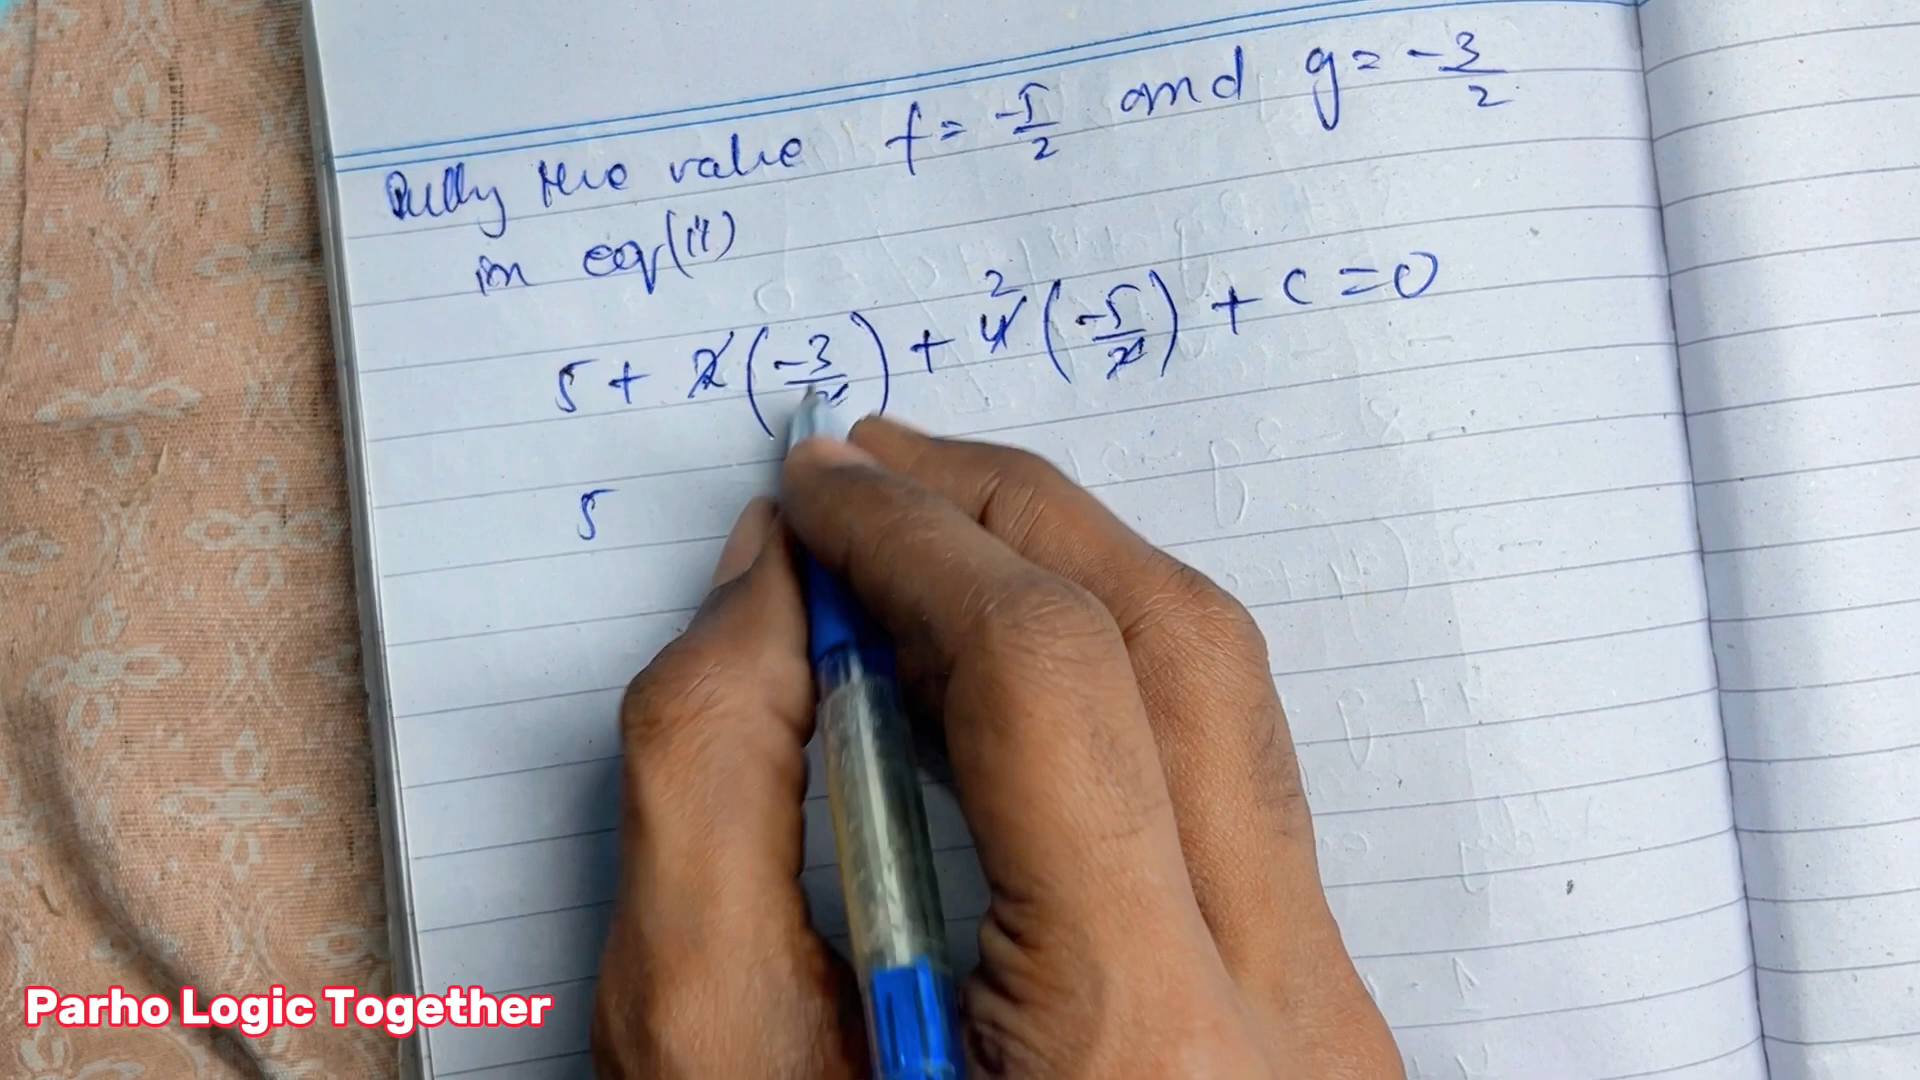 Putting the value f = -5/2 and g = -3/2
in eq(ii)
5 + 2(-3/2) + 4(-5/2) + c = 0
2
5
Parho Logic Together